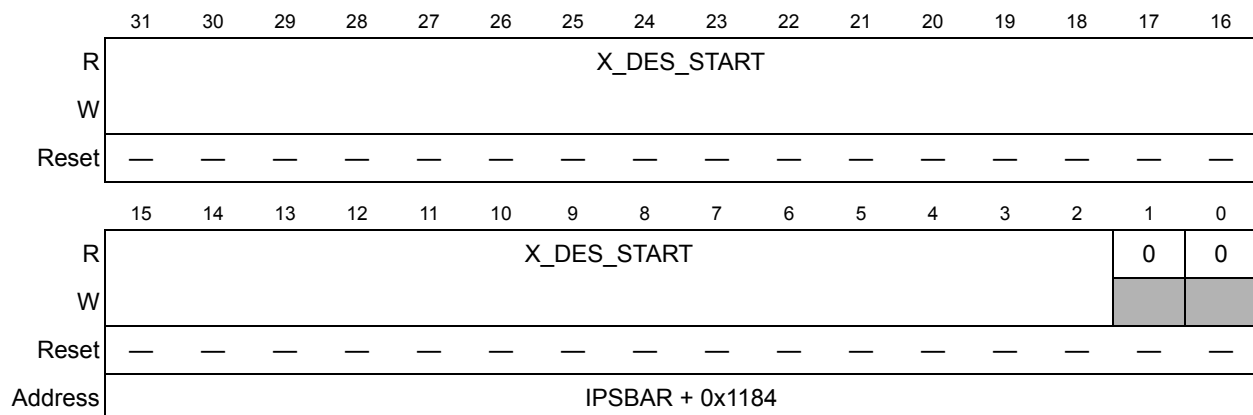 31 30 29 28 27 26 25 24 23 22 21 20 19 18 17 16
R X_DES_START
W
Reset — — — — — — — — — — — — — — — —
15 14 13 12 11 10 9 8 7 6 5 4 3 2 1 0
R X_DES_START 0 0
W
Reset — — — — — — — — — — — — — — — —
Address IPSBAR + 0x1184